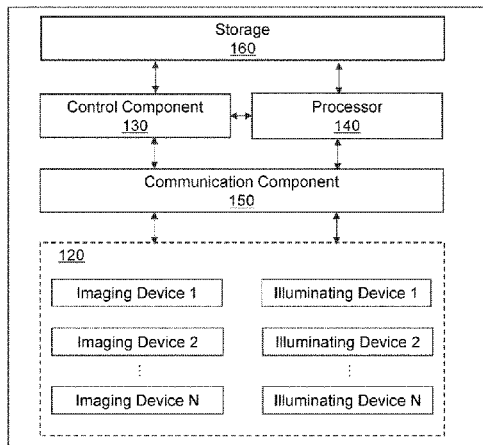 Storage
160
Control Component
130
Processor
140
Communication Component
150
120
Imaging Device 1
Illuminating Device 1
Imaging Device 2
Illuminating Device 2
⋮
⋮
Imaging Device N
Illuminating Device N